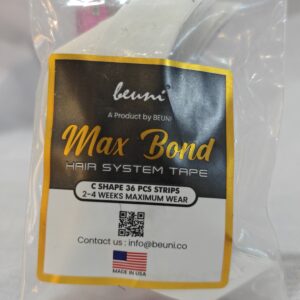 beuni®
A Product by BEUNI
Max Bond
HAIR SYSTEM TAPE
C SHAPE 36 PCS STRIPS
2-4 WEEKS MAXIMUM WEAR
Contact us : info@beuni.co
MADE IN USA